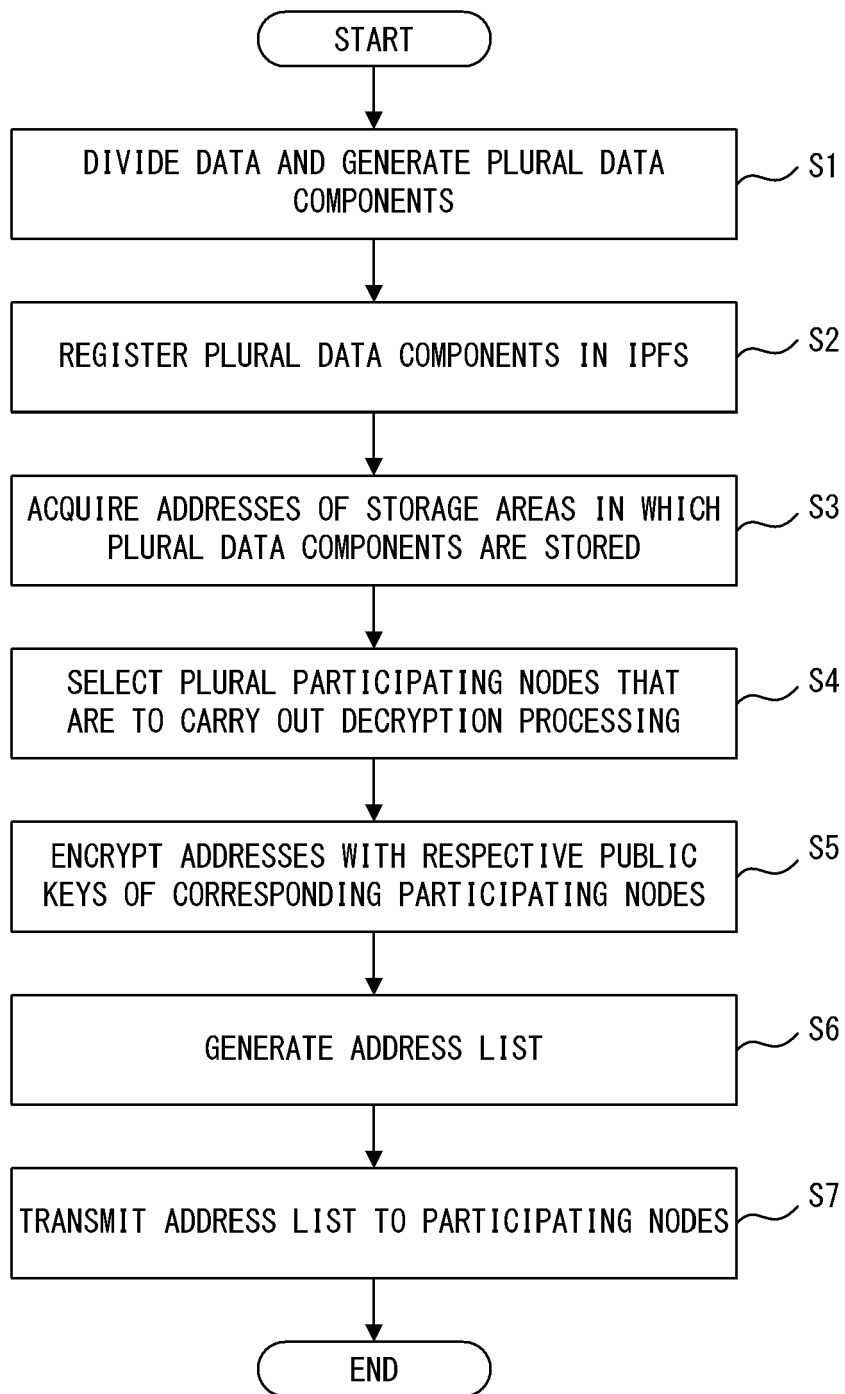 START
DIVIDE DATA AND GENERATE PLURAL DATA
COMPONENTS
S1
REGISTER PLURAL DATA COMPONENTS IN IPFS
S2
ACQUIRE ADDRESSES OF STORAGE AREAS IN WHICH
PLURAL DATA COMPONENTS ARE STORED
S3
SELECT PLURAL PARTICIPATING NODES THAT
ARE TO CARRY OUT DECRYPTION PROCESSING
S4
ENCRYPT ADDRESSES WITH RESPECTIVE PUBLIC
KEYS OF CORRESPONDING PARTICIPATING NODES
S5
GENERATE ADDRESS LIST
S6
TRANSMIT ADDRESS LIST TO PARTICIPATING NODES
S7
END